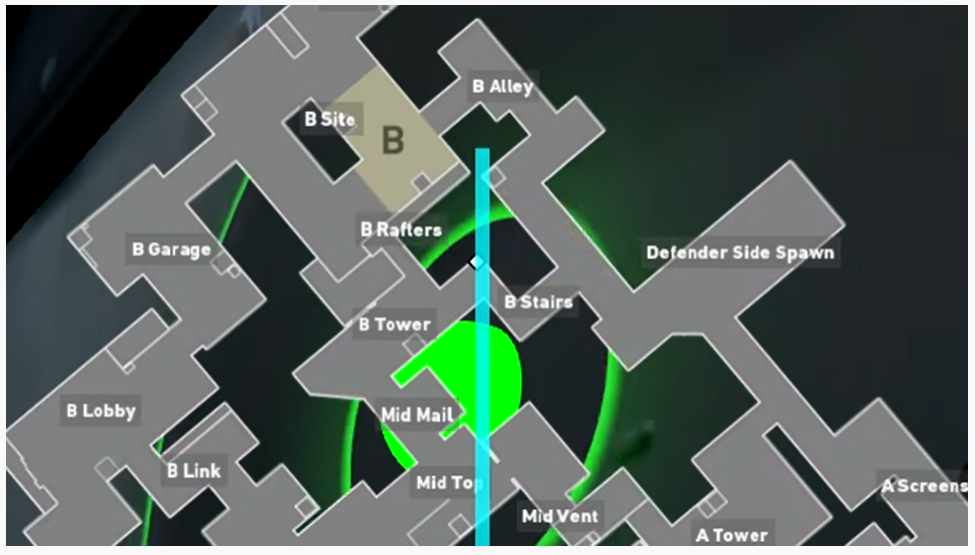 B Alley
B Site
B
B Rafters
B Garage
Defender Side Spawn
B Stairs
B Tower
B Lobby
Mid Mail
B Link
Mid Top
A Screens
Mid Vent
A Tower